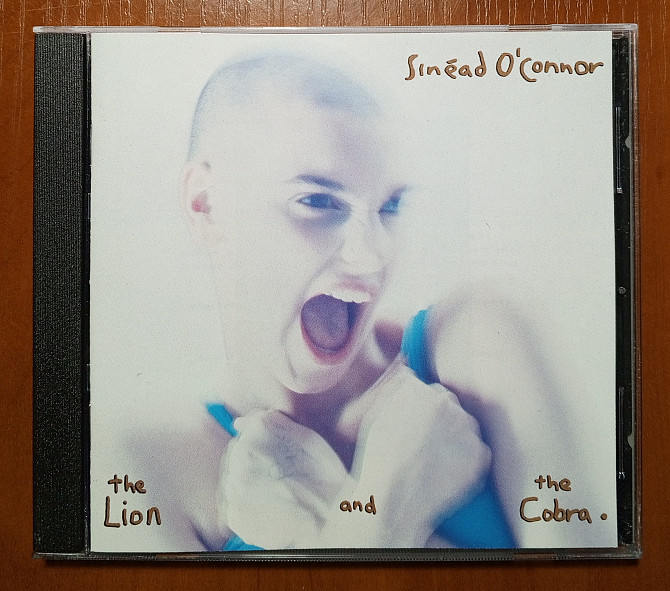 Sinéad O'Connor
the
Lion
and
the
Cobra.